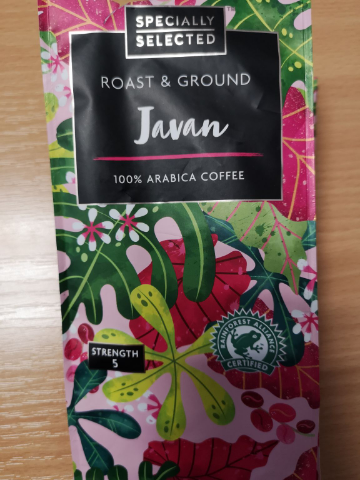 SPECIALLY
SELECTED
ROAST & GROUND
Javan
100% ARABICA COFFEE
STRENGTH
5
RAINFOREST ALLIANCE
CERTIFIED